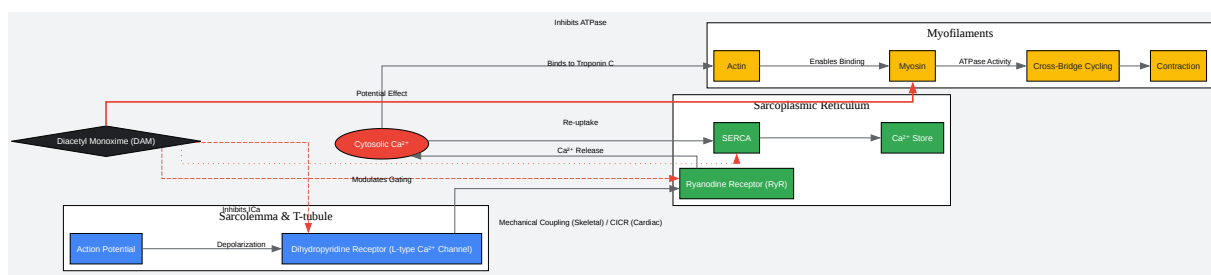 Inhibits ATPase
Myofilaments
Binds to Troponin C
Actin
Enables Binding
Myosin
ATPase Activity
Cross-Bridge Cycling
Contraction
Potential Effect
Sarcoplasmic Reticulum
Re-uptake
Diacetyl Monoxime (DAM)
Cytosolic Ca²⁺
SERCA
Ca²⁺ Store
Ca²⁺ Release
Modulates Gating
Ryanodine Receptor (RyR)
Inhibits ICa
Sarcolemma & T-tubule
Mechanical Coupling (Skeletal) / CICR (Cardiac)
Action Potential
Depolarization
Dihydropyridine Receptor (L-type Ca²⁺ Channel)